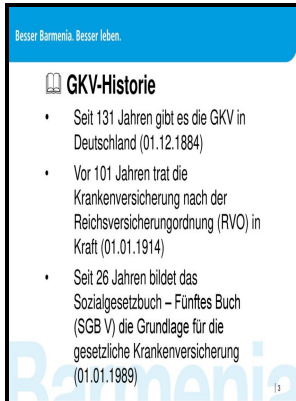 Besser Barmenia. Besser leben.
GKV-Historie
• Seit 131 Jahren gibt es die GKV in
Deutschland (01.12.1884)
• Vor 101 Jahren trat die
Krankenversicherung nach der
Reichsversicherungordnung (RVO) in
Kraft (01.01.1914)
• Seit 26 Jahren bildet das
Sozialgesetzbuch – Fünftes Buch
(SGB V) die Grundlage für die
gesetzliche Krankenversicherung
(01.01.1989)
Barmenia
| 3